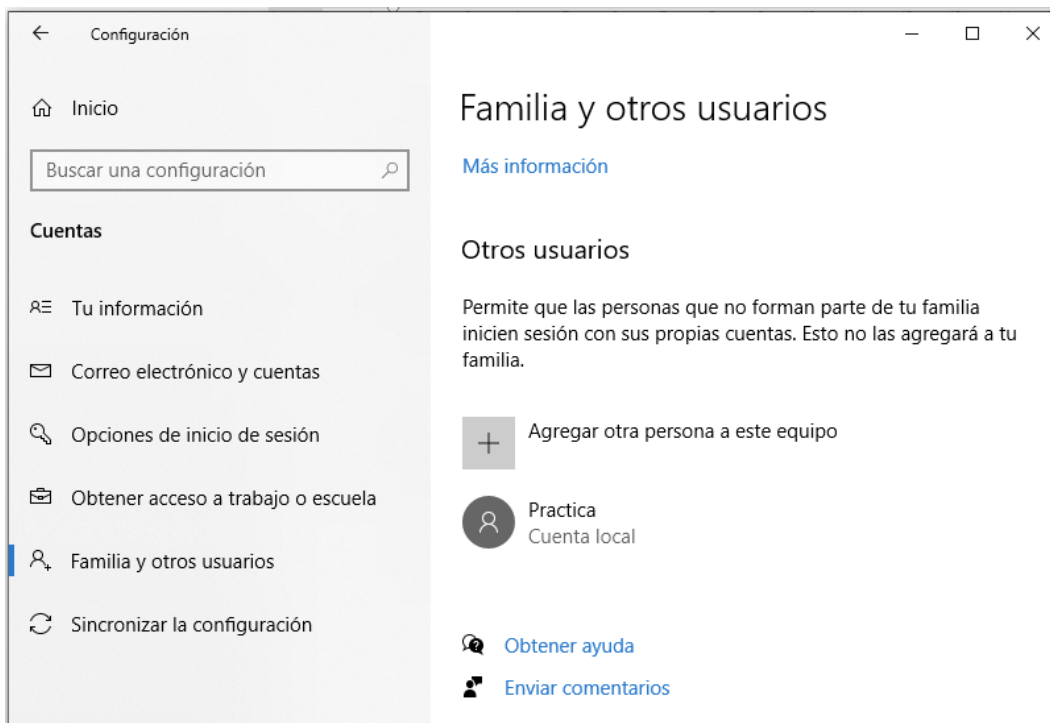 Configuración
Inicio
Buscar una configuración
Cuentas
Tu información
Correo electrónico y cuentas
Opciones de inicio de sesión
Obtener acceso a trabajo o escuela
Familia y otros usuarios
Sincronizar la configuración
Familia y otros usuarios
Más información
Otros usuarios
Permite que las personas que no forman parte de tu familia
inicien sesión con sus propias cuentas. Esto no las agregará a tu
familia.
Agregar otra persona a este equipo
Practica
Cuenta local
Obtener ayuda
Enviar comentarios